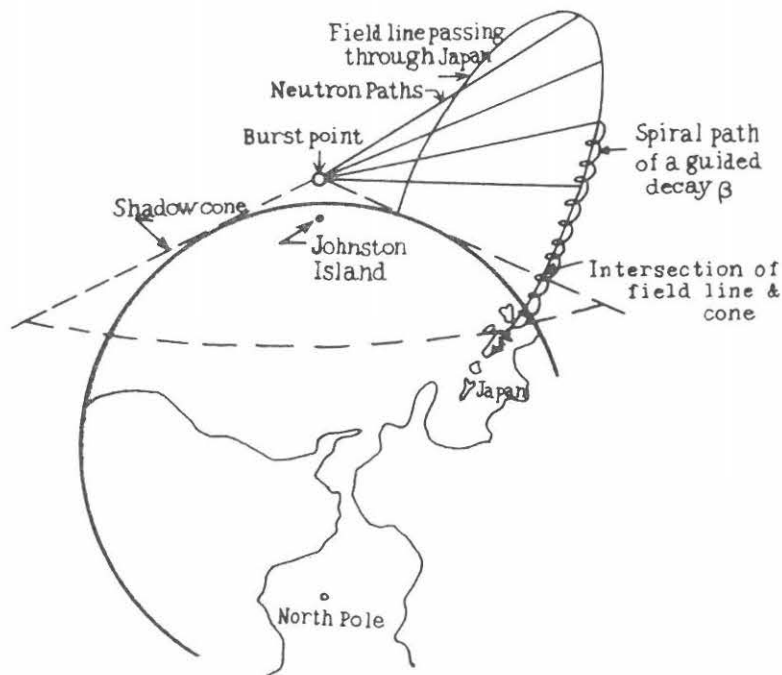 Field line passing
through Japan
Neutron Paths
Burst point
Spiral path
of a guided
decay β
Shadow cone
Johnston
Island
Intersection of
field line &
cone
Japan
North Pole